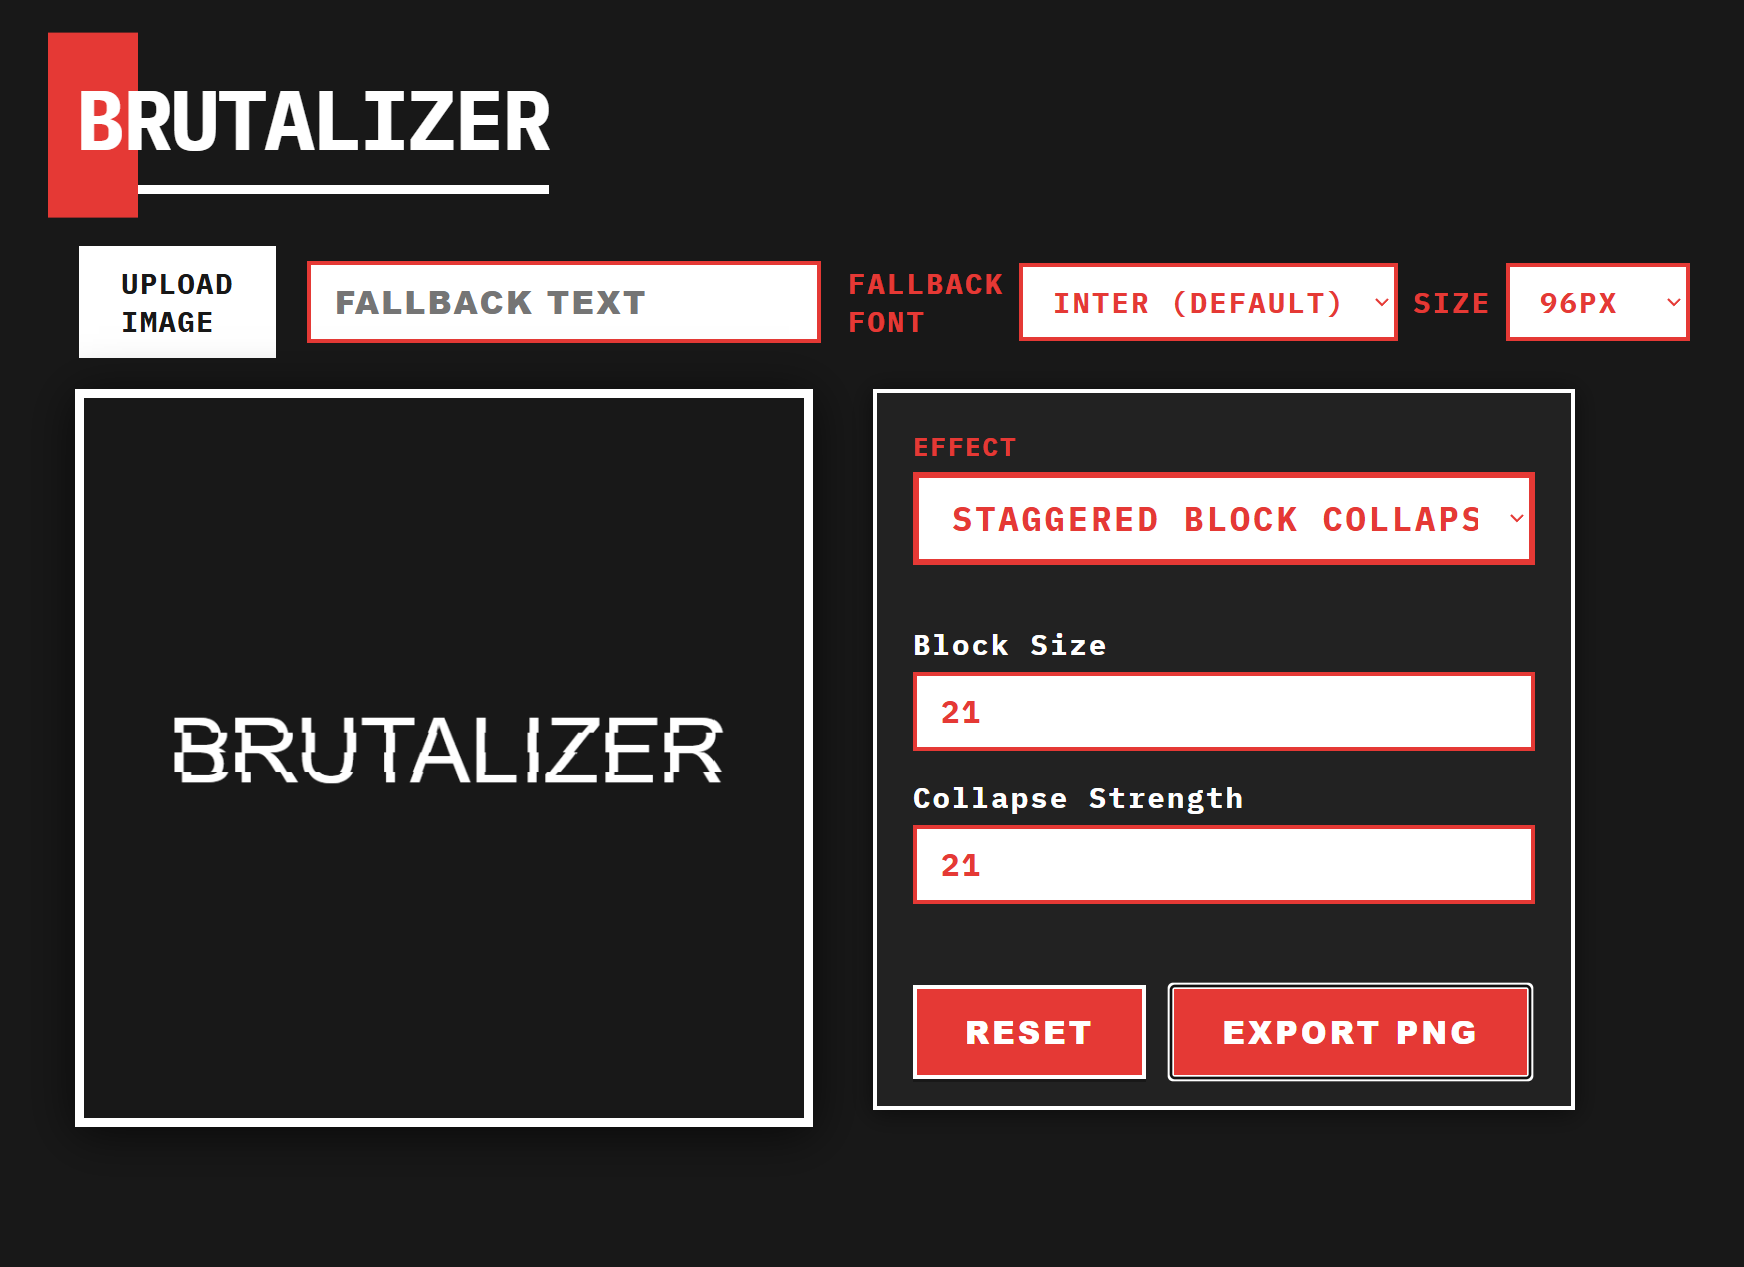 BRUTALIZER
UPLOAD
IMAGE
FALLBACK TEXT
FALLBACK
FONT
INTER (DEFAULT)
SIZE
96PX
BRUTALIZER
EFFECT
STAGGERED BLOCK COLLAPS
Block Size
21
Collapse Strength
21
RESET
EXPORT PNG